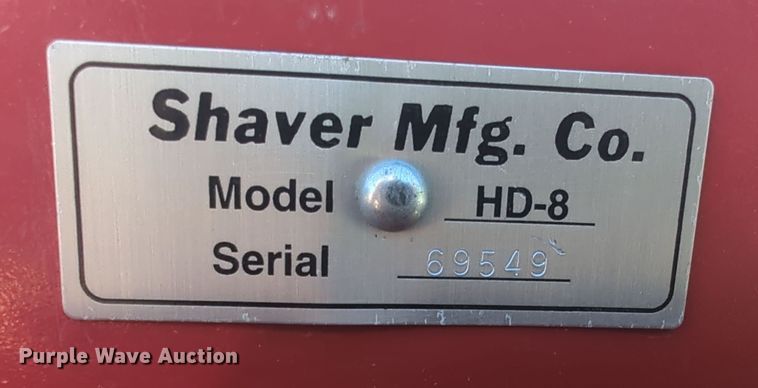 Shaver Mfg. Co.
Model HD-8
Serial 69549
Purple Wave Auction